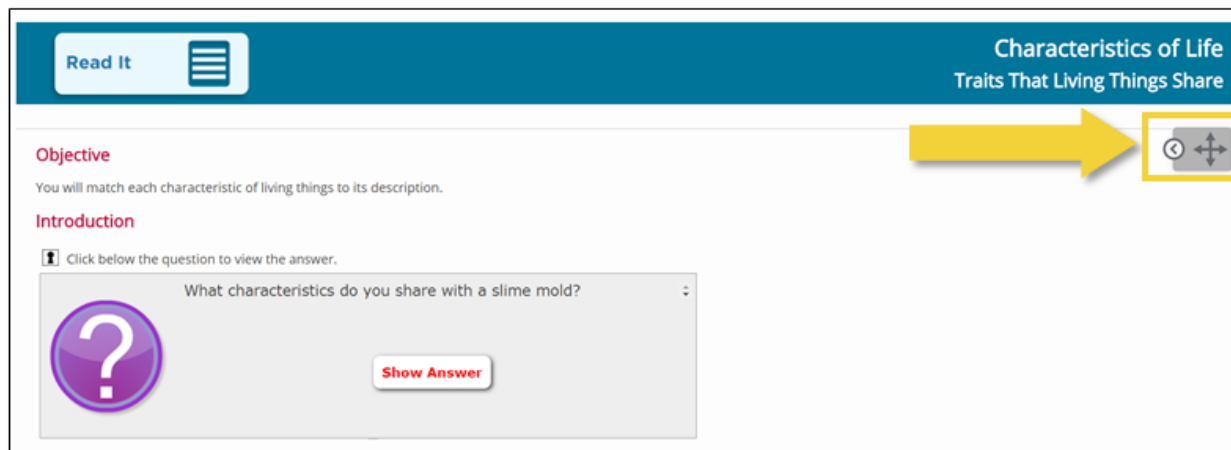 Read It
Characteristics of Life
Traits That Living Things Share
Objective
You will match each characteristic of living things to its description.
Introduction
Click below the question to view the answer.
What characteristics do you share with a slime mold?
?
Show Answer